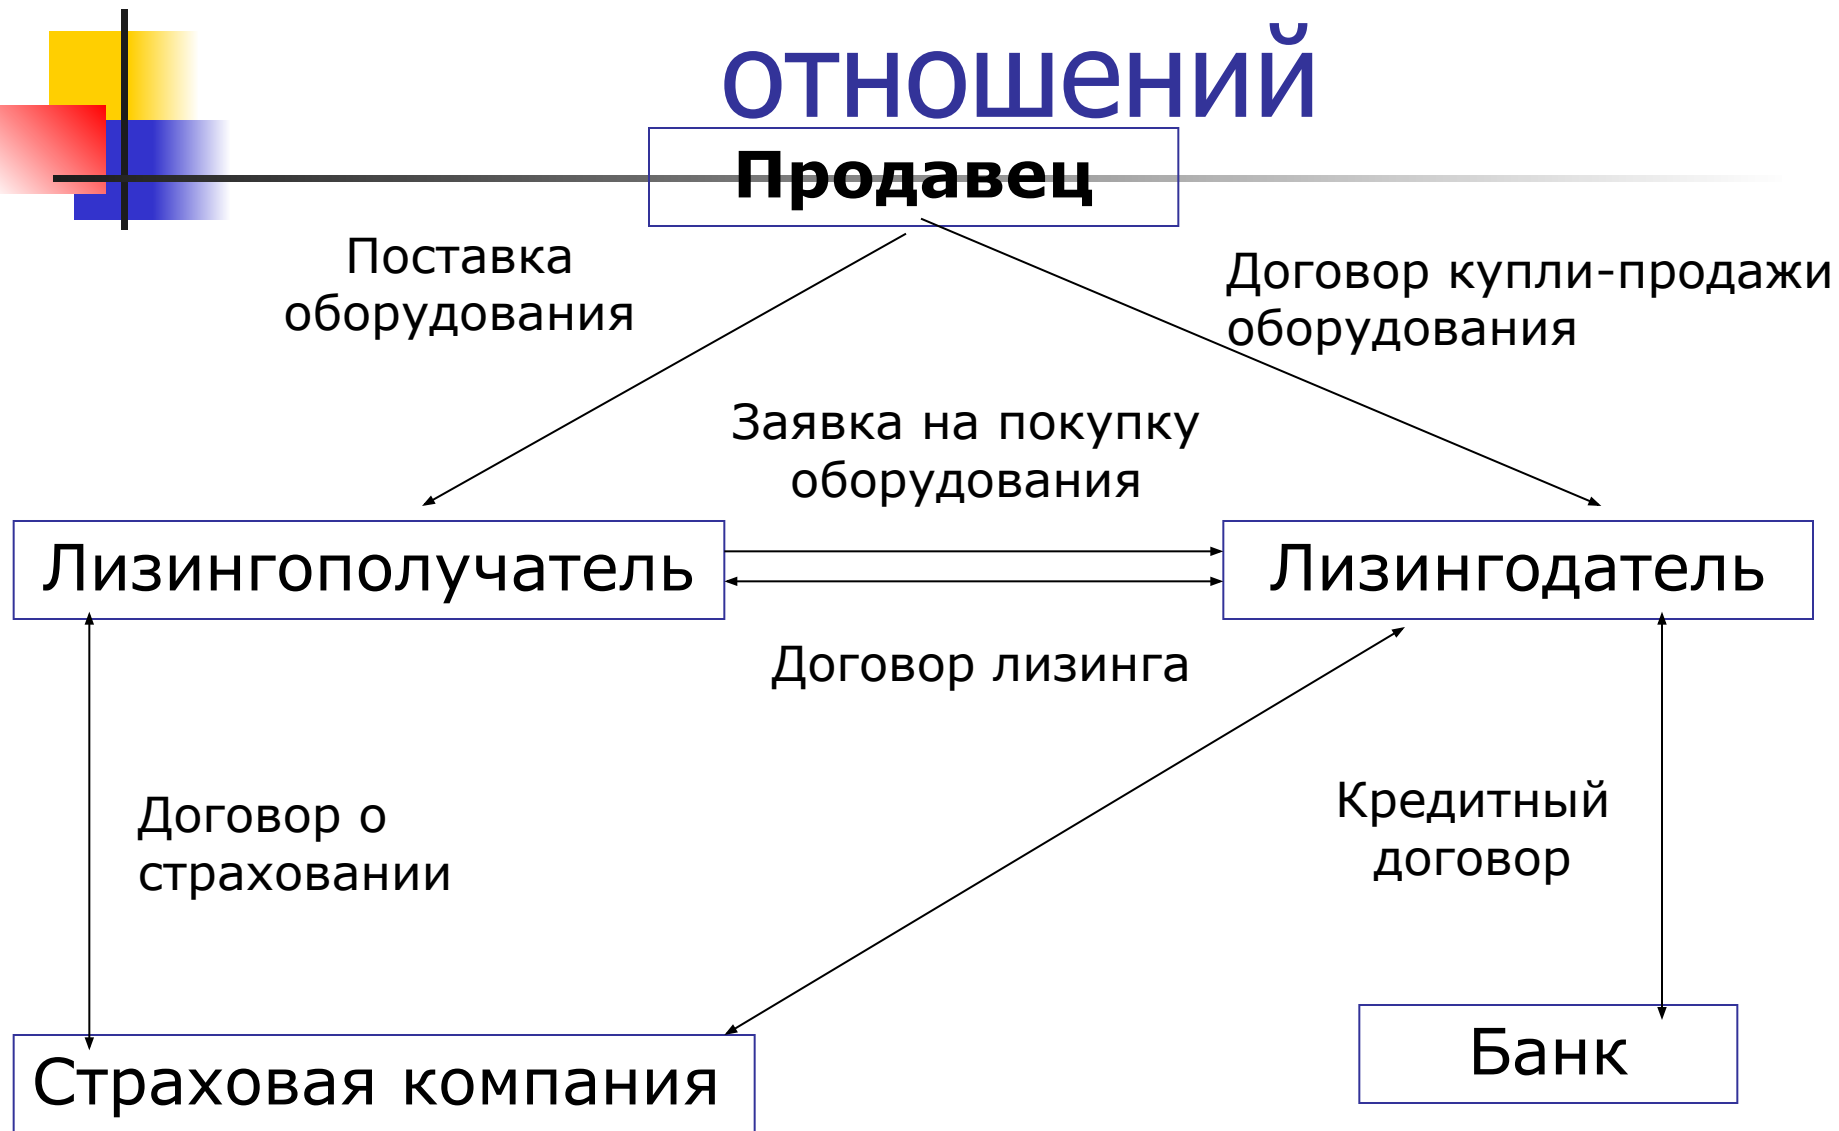 отношений
Продавец
Поставка
оборудования
Договор купли-продажи
оборудования
Заявка на покупку
оборудования
Лизингополучатель
Лизингодатель
Договор лизинга
Договор о
страховании
Кредитный
договор
Страховая компания
Банк